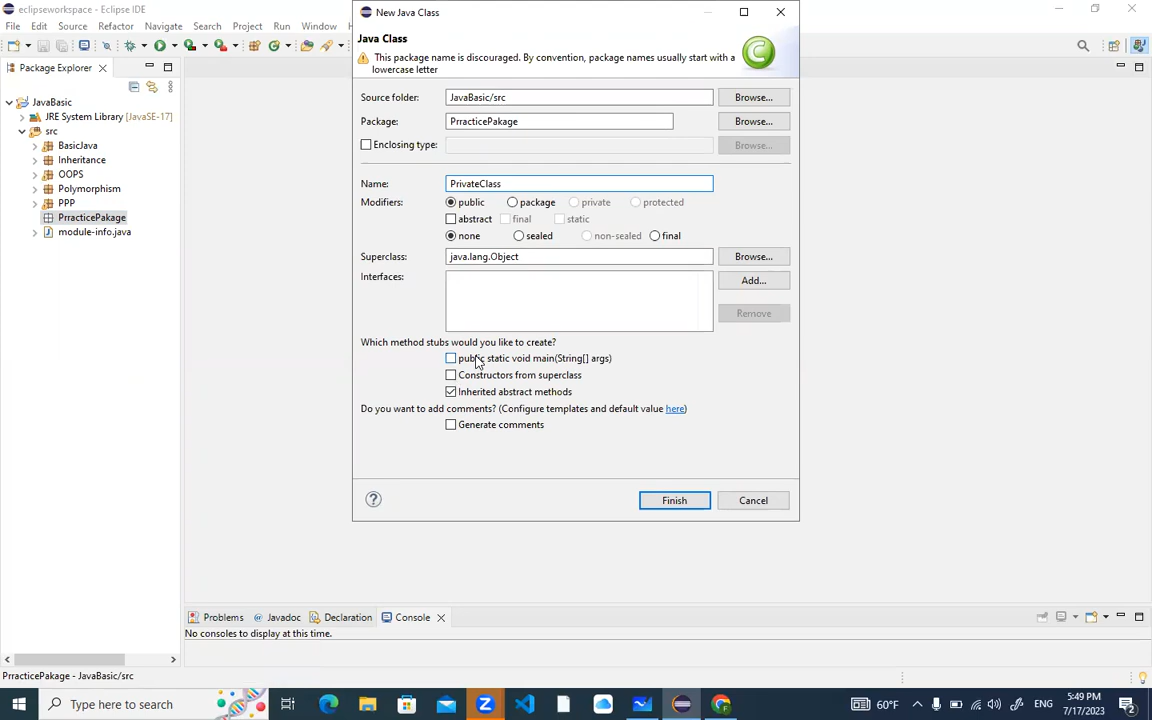 eclipseworkspace - Eclipse IDE
File Edit Source Refactor Navigate Search Project Run Window
Package Explorer
JavaBasic
JRE System Library [JavaSE-17]
src
BasicJava
Inheritance
OOPS
Polymorphism
PPP
PrracticePakage
module-info.java
New Java Class
Java Class
This package name is discouraged. By convention, package names usually start with a
lowercase letter
Source folder: JavaBasic/src Browse...
Package: PrracticePakage Browse...
Enclosing type: Browse...
Name: PrivateClass
Modifiers: public package private protected
abstract final static
none sealed non-sealed final
Superclass: java.lang.Object Browse...
Interfaces: Add...
Remove
Which method stubs would you like to create?
public static void main(String[] args)
Constructors from superclass
Inherited abstract methods
Do you want to add comments? (Configure templates and default value here)
Generate comments
? Finish Cancel
Problems @ Javadoc Declaration Console
No consoles to display at this time.
PrracticePakage - JavaBasic/src
Type here to search
60°F ENG
5:49 PM
7/17/2023
2